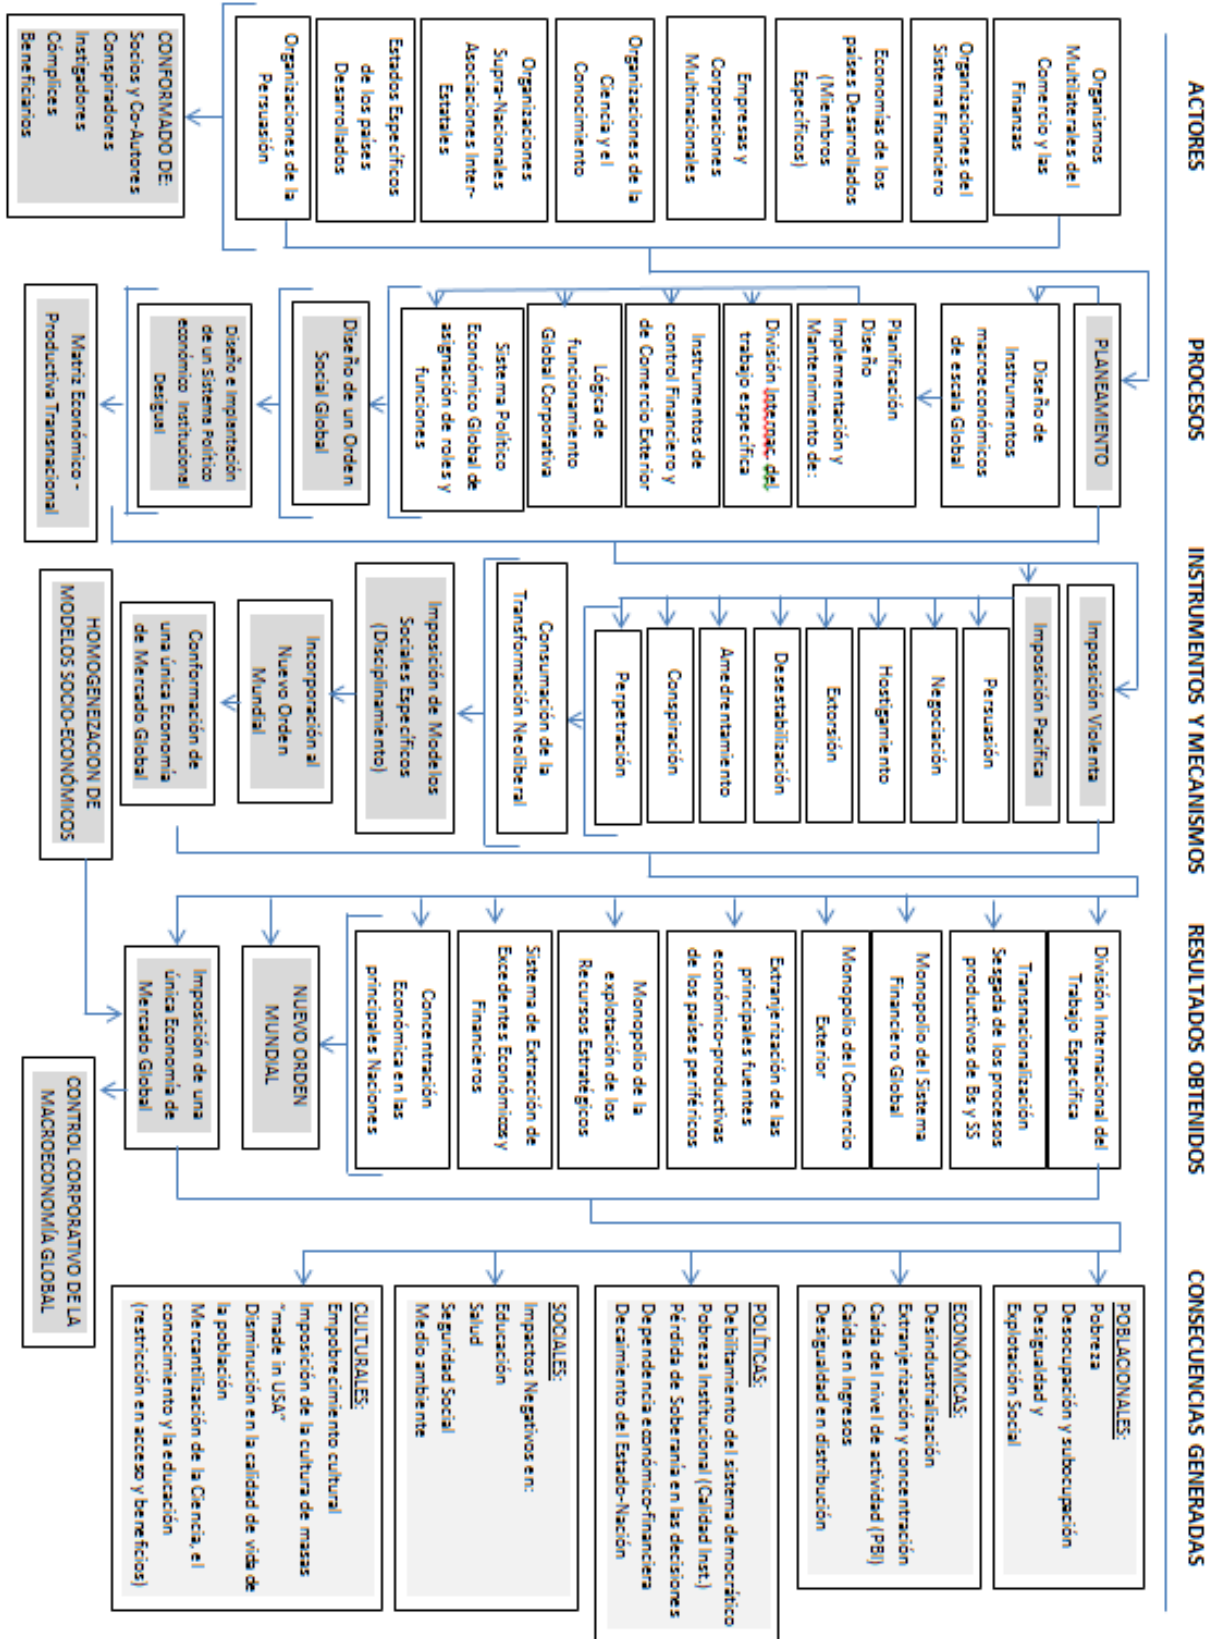 ACTORES
Organismos
Multilaterales del
Comercio y las
Finanzas
Organizaciones del
Sistema Financiero
Economías de los
países Desarrollados
(Miembros
Específicos)
Empresas y
Corporaciones
Multinacionales
Organizaciones de la
Ciencia y el
Conocimiento
Organizaciones
Supra-Nacionales
Asociaciones Inter-
Estatales
Estados Específicos
de los países
Desarrollados
Organizaciones de la
Persuasión
CONFORMADO DE:
Socios y Co-Autores
Conspiradores
Instigadores
Cómplices
Beneficiarios
PROCESOS
PLANEAMIENTO
Diseño de
Instrumentos
macroeconómicos
de escala Global
Planificación
Diseño
Implementación y
Mantenimiento de:
División Internac. del
trabajo específica
Instrumentos de
control Financiero y
de Comercio Exterior
Lógica de
funcionamiento
Global Corporativa
Sistema Político
Económico Global de
asignación de roles y
funciones
Diseño de un Orden
Social Global
Diseño e Implantación
de un Sistema Político
económico Institucional
Desigual
Matriz Económico -
Productiva Transnacional
INSTRUMENTOS Y MECANISMOS
Imposición Violenta
Imposición Pacífica
Persuasión
Negociación
Hostigamiento
Extorsión
Desestabilización
Amedrentamiento
Conspiración
Perpetración
Consumación de la
Transformación Neoliberal
Imposición de Modelos
Sociales Específicos
(Disciplinamiento)
Incorporación al
Nuevo Orden
Mundial
Conformación de
una única Economía
de Mercado Global
HOMOGENEIZACION DE
MODELOS SOCIO-ECONÓMICOS
RESULTADOS OBTENIDOS
División Internacional del
Trabajo Específica
Transnacionalización
Sesgada de los procesos
productivos de Bs y SS
Monopolio del Sistema
Financiero Global
Monopolio del Comercio
Exterior
Extranjerización de las
principales fuentes
económico-productivas
de los países periféricos
Monopolio de la
explotación de los
Recursos Estratégicos
Sistema de Extracción de
Excedente Económicos y
Financieros
Concentración
Económica en las
principales Naciones
NUEVO ORDEN
MUNDIAL
Imposición de una
única Economía de
Mercado Global
CONTROL CORPORATIVO DE LA
MACROECONOMÍA GLOBAL
CONSECUENCIAS GENERADAS
POBLACIONALES:
Pobreza
Desocupación y subocupación
Desigualdad y
Explotación Social
ECONÓMICAS:
Desindustrialización
Extranjerización y concentración
Caída del nivel de actividad (PBI)
Caída en Ingresos
Desigualdad en distribución
POLÍTICAS:
Debilitamiento del sistema democrático
Pobreza Institucional (Calidad Inst.)
Pérdida de Soberanía en las decisiones
Dependencia económico-financiera
Decaimiento del Estado-Nación
SOCIALES:
Impactos Negativos en:
Educación
Salud
Seguridad Social
Medio ambiente
CULTURALES:
Empobrecimiento cultural
Imposición de la cultura de masas
"made in USA"
Disminución en la calidad de vida de
la población
Mercantilización de la Ciencia, el
conocimiento y la educación
(restricción en acceso y beneficios)